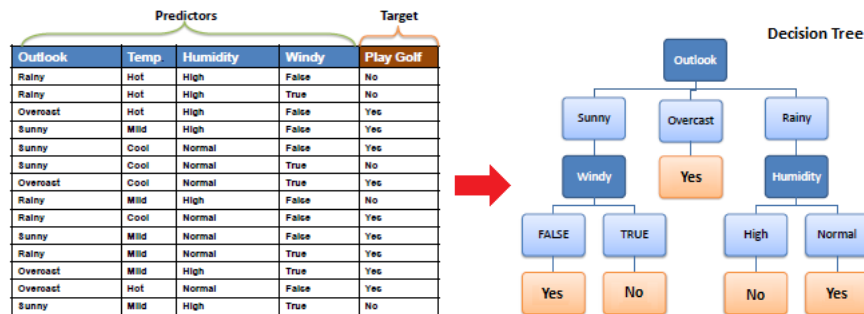 Predictors Target
Outlook Temp. Humidity Windy Play Golf
Rainy Hot High False No
Rainy Hot High True No
Overcast Hot High False Yes
Sunny Mild High False Yes
Sunny Cool Normal False Yes
Sunny Cool Normal True No
Overcast Cool Normal True Yes
Rainy Mild High False No
Rainy Cool Normal False Yes
Sunny Mild Normal False Yes
Rainy Mild Normal True Yes
Overcast Mild High True Yes
Overcast Hot Normal False Yes
Sunny Mild High True No
Decision Tree
Outlook
Sunny Overcast Rainy
Windy Yes Humidity
FALSE TRUE High Normal
Yes No No Yes